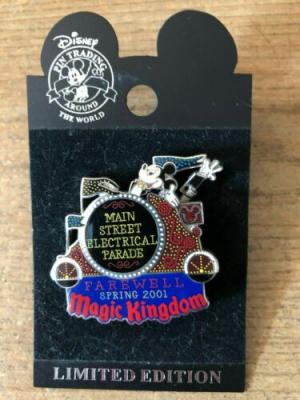 Disney
PIN TRADING
AROUND
THE WORLD
MAIN
STREET
ELECTRICAL
PARADE
FAREWELL
SPRING 2001
Magic Kingdom
LIMITED EDITION